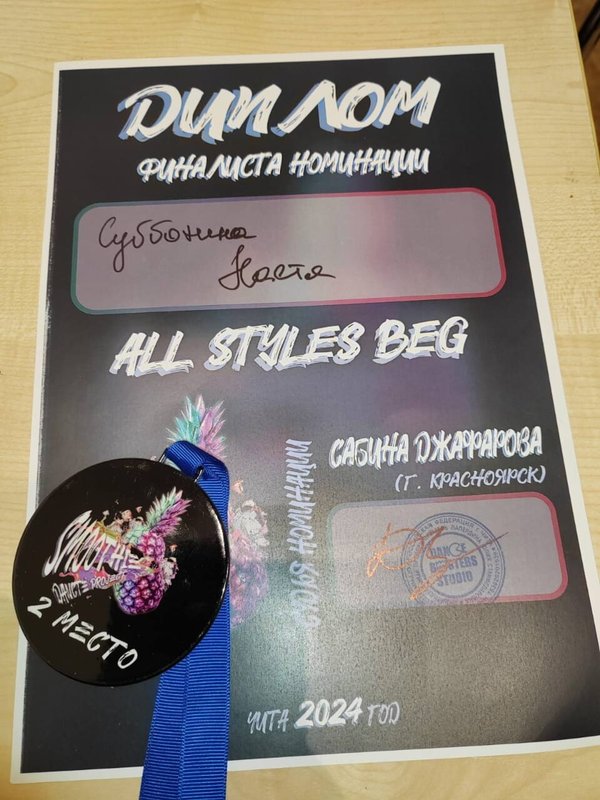 ДИПЛОМ
ФИНАЛИСТА НОМИНАЦИИ
Субботина
Настя
ALL STYLES BEG
СУДЬЯ НОМИНАЦИИ
САБИНА ДЖАФАРОВА
(Г. КРАСНОЯРСК)
DANCE
STUDIO
SMOOTHIE
DANCE PROJECT
2 МЕСТО
ЧИТА 2024 ГОД